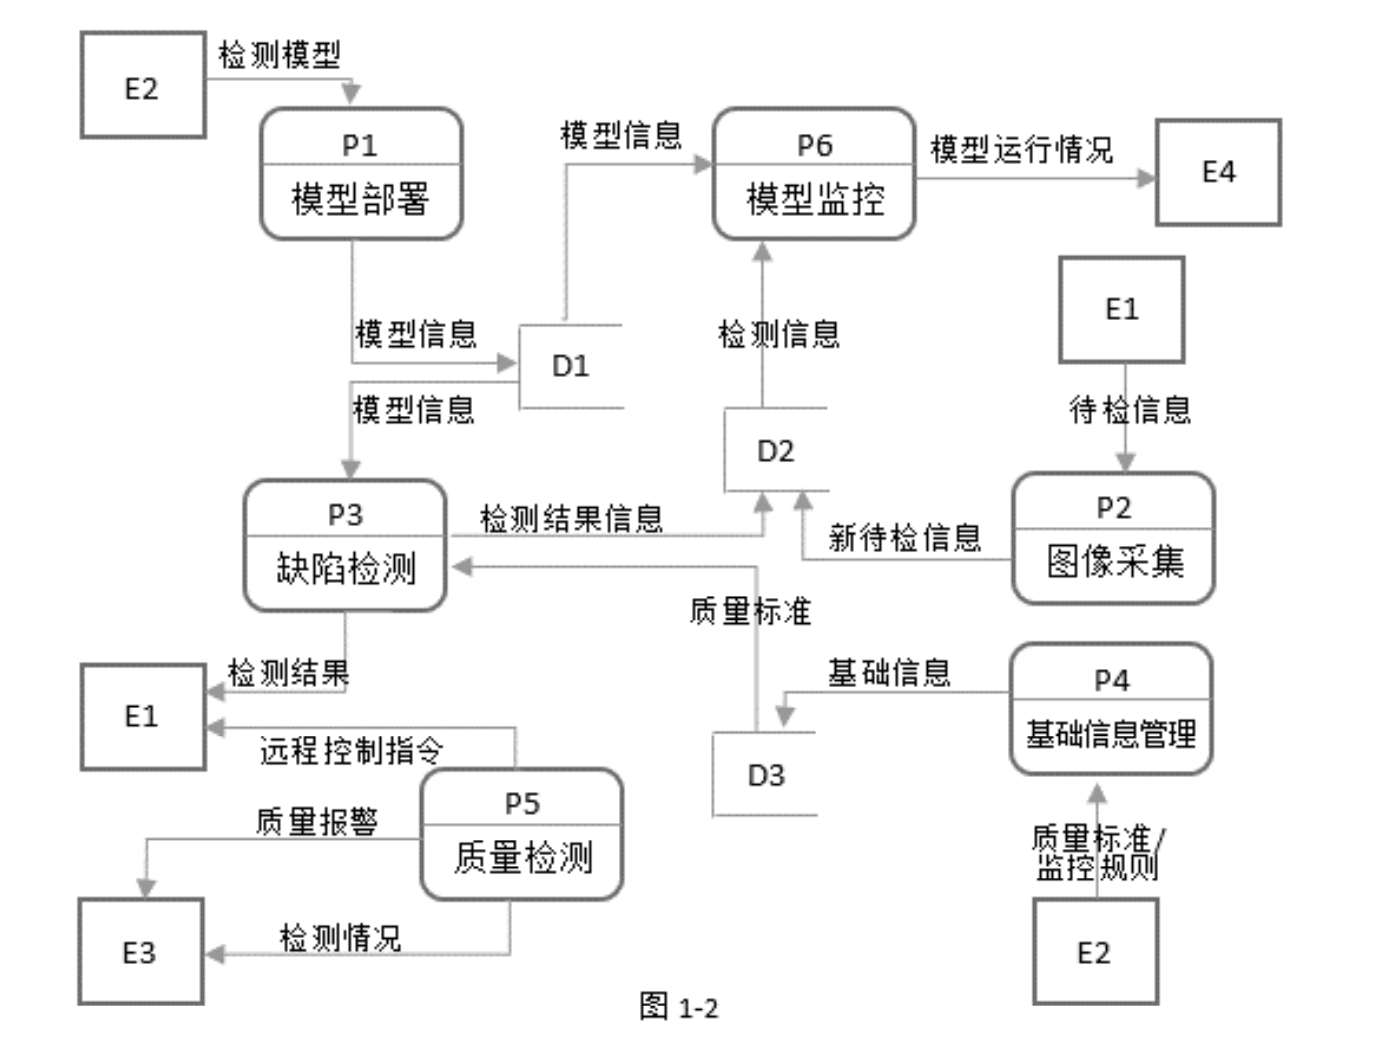 E2
检测模型
P1
模型部署
模型信息
P6
模型监控
模型运行情况
E4
E1
待检信息
模型信息
D1
模型信息
检测信息
D2
P3
缺陷检测
检测结果信息
新待检信息
P2
图像采集
质量标准
检测结果
E1
远程控制指令
基础信息
P4
基础信息管理
D3
P5
质量检测
质量报警
检测情况
E3
质量标准/
监控规则
E2
图 1-2